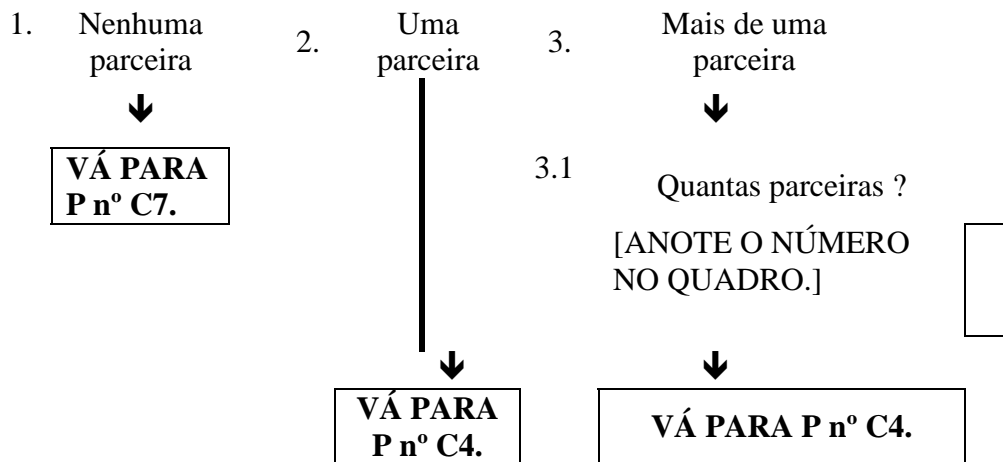 1. Nenhuma
parceira
VÁ PARA
P nº C7.
2. Uma
parceira
VÁ PARA
P nº C4.
3. Mais de uma
parceira
3.1 Quantas parceiras ?
[ANOTE O NÚMERO
NO QUADRO.]
VÁ PARA P nº C4.